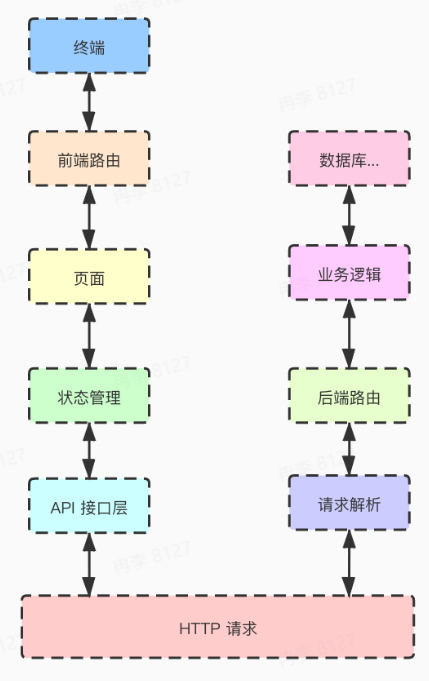 终端
前端路由
页面
状态管理
API 接口层
数据库...
业务逻辑
后端路由
请求解析
HTTP 请求
冉李 8127